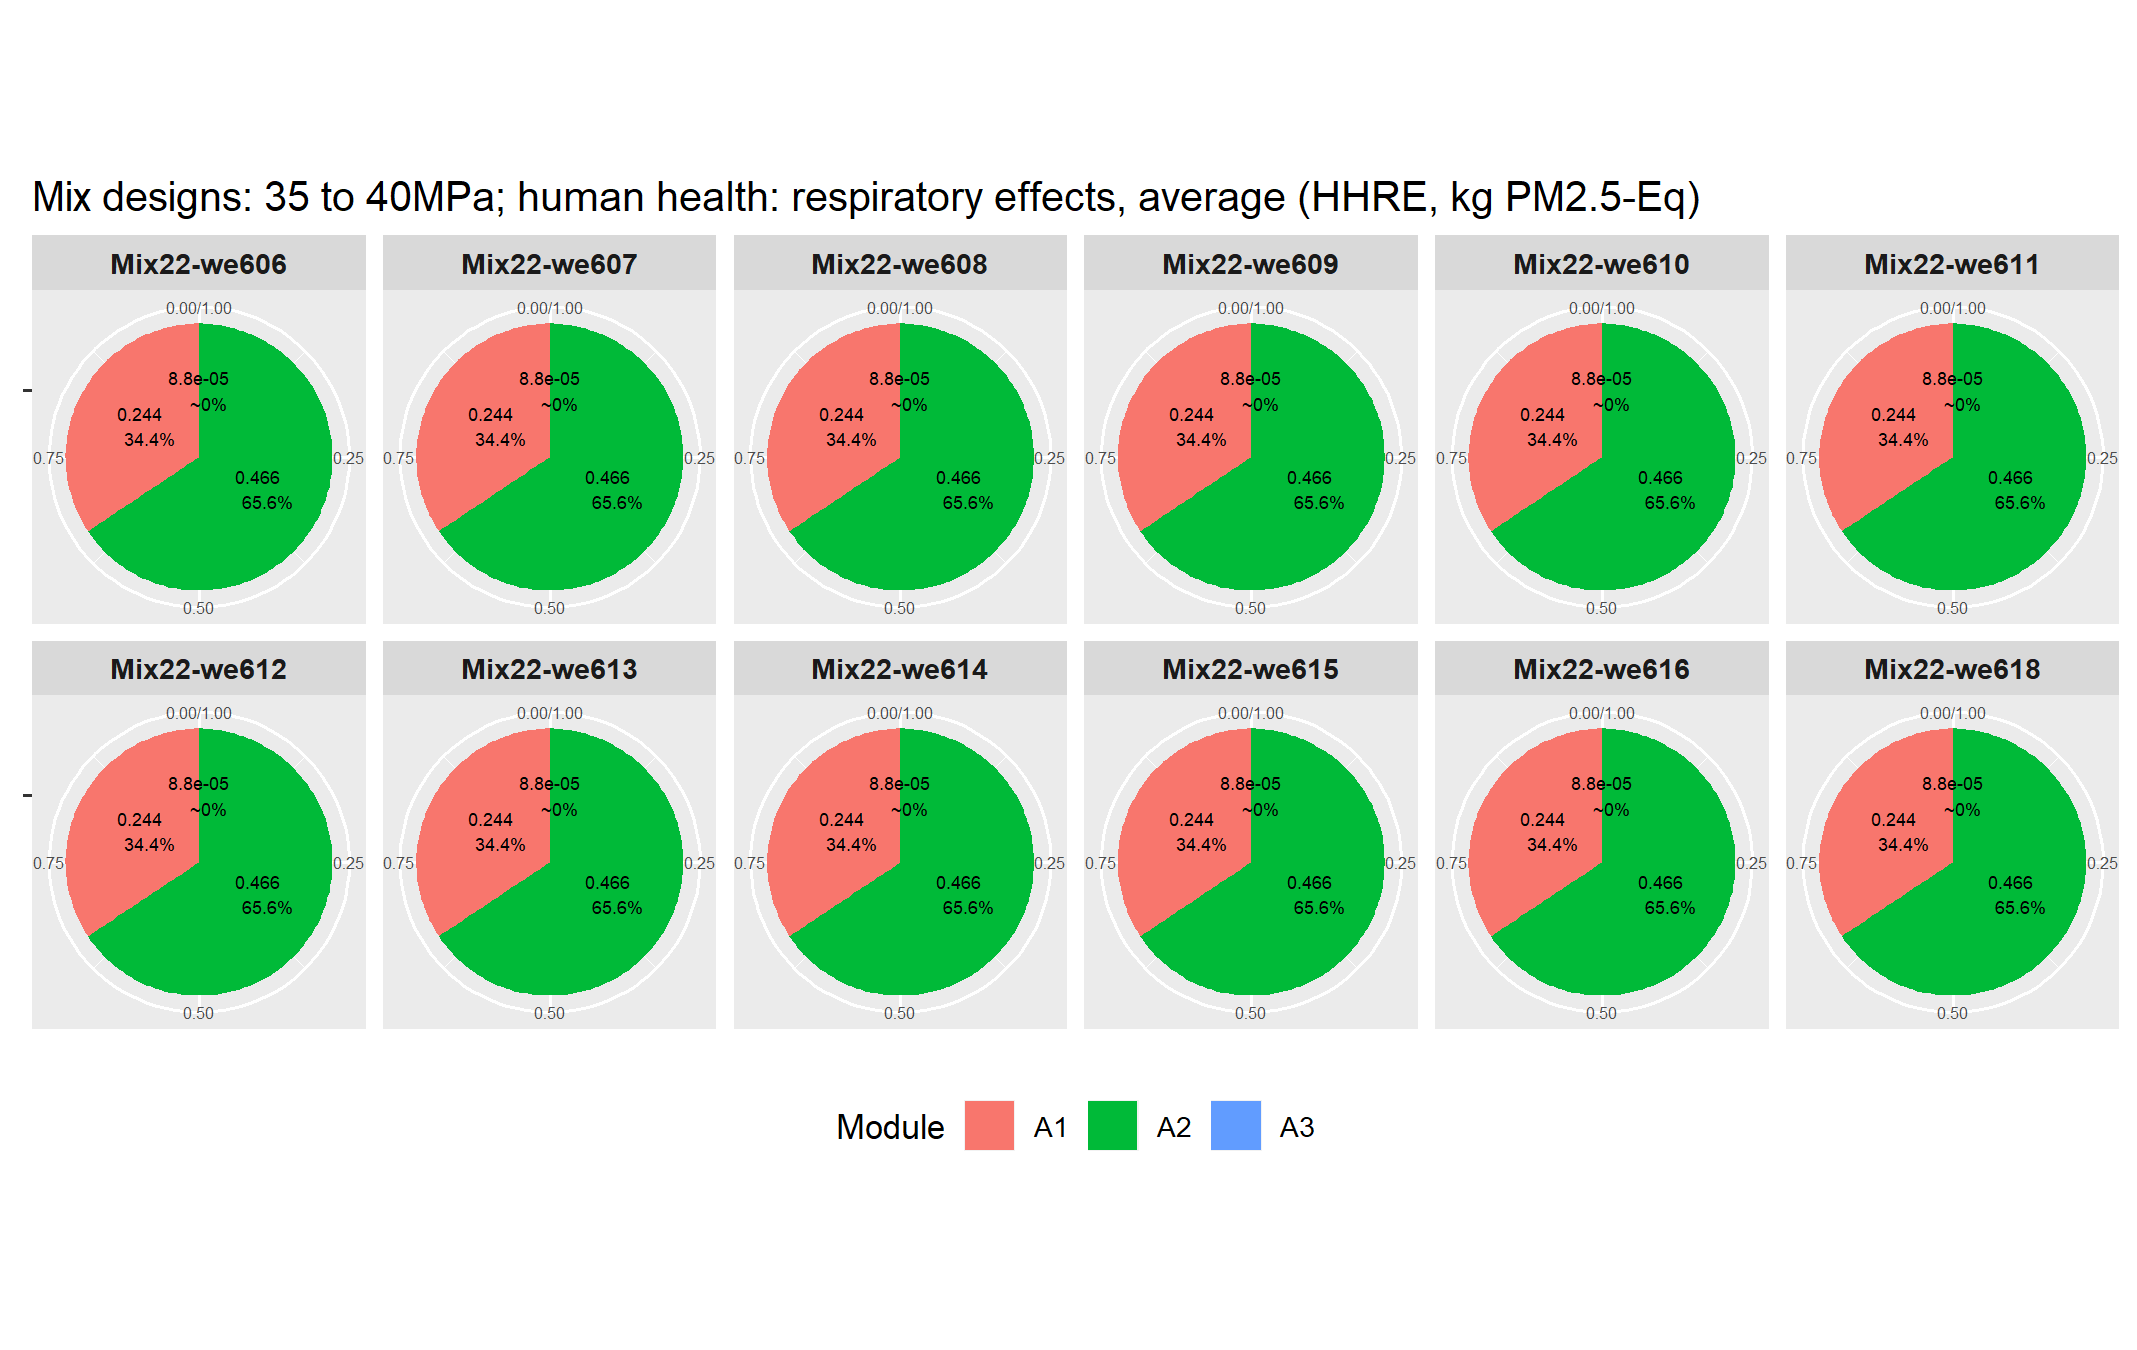 Mix designs: 35 to 40MPa; human health: respiratory effects, average (HHRE, kg PM2.5-Eq)
Mix22-we606 Mix22-we607 Mix22-we608 Mix22-we609 Mix22-we610 Mix22-we611
0.00/1.00 0.00/1.00 0.00/1.00 0.00/1.00 0.00/1.00 0.00/1.00
8.8e-05 8.8e-05 8.8e-05 8.8e-05 8.8e-05 8.8e-05
~0% ~0% ~0% ~0% ~0% ~0%
0.244 0.244 0.244 0.244 0.244 0.244
34.4% 34.4% 34.4% 34.4% 34.4% 34.4%
0.75 0.25 0.75 0.25 0.75 0.25 0.75 0.25 0.75 0.25 0.75 0.25
0.466 0.466 0.466 0.466 0.466 0.466
65.6% 65.6% 65.6% 65.6% 65.6% 65.6%
0.50 0.50 0.50 0.50 0.50 0.50
Mix22-we612 Mix22-we613 Mix22-we614 Mix22-we615 Mix22-we616 Mix22-we618
0.00/1.00 0.00/1.00 0.00/1.00 0.00/1.00 0.00/1.00 0.00/1.00
8.8e-05 8.8e-05 8.8e-05 8.8e-05 8.8e-05 8.8e-05
~0% ~0% ~0% ~0% ~0% ~0%
0.244 0.244 0.244 0.244 0.244 0.244
34.4% 34.4% 34.4% 34.4% 34.4% 34.4%
0.75 0.25 0.75 0.25 0.75 0.25 0.75 0.25 0.75 0.25 0.75 0.25
0.466 0.466 0.466 0.466 0.466 0.466
65.6% 65.6% 65.6% 65.6% 65.6% 65.6%
0.50 0.50 0.50 0.50 0.50 0.50
Module A1 A2 A3